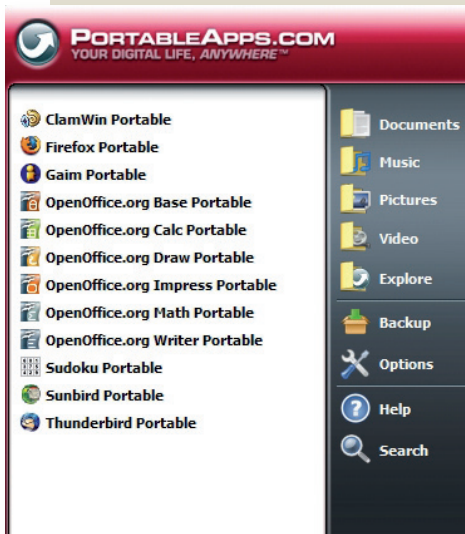 PORTABLEAPPS.COM
YOUR DIGITAL LIFE, ANYWHERE™
ClamWin Portable
Firefox Portable
Gaim Portable
OpenOffice.org Base Portable
OpenOffice.org Calc Portable
OpenOffice.org Draw Portable
OpenOffice.org Impress Portable
OpenOffice.org Math Portable
OpenOffice.org Writer Portable
Sudoku Portable
Sunbird Portable
Thunderbird Portable
Documents
Music
Pictures
Video
Explore
Backup
Options
Help
Search